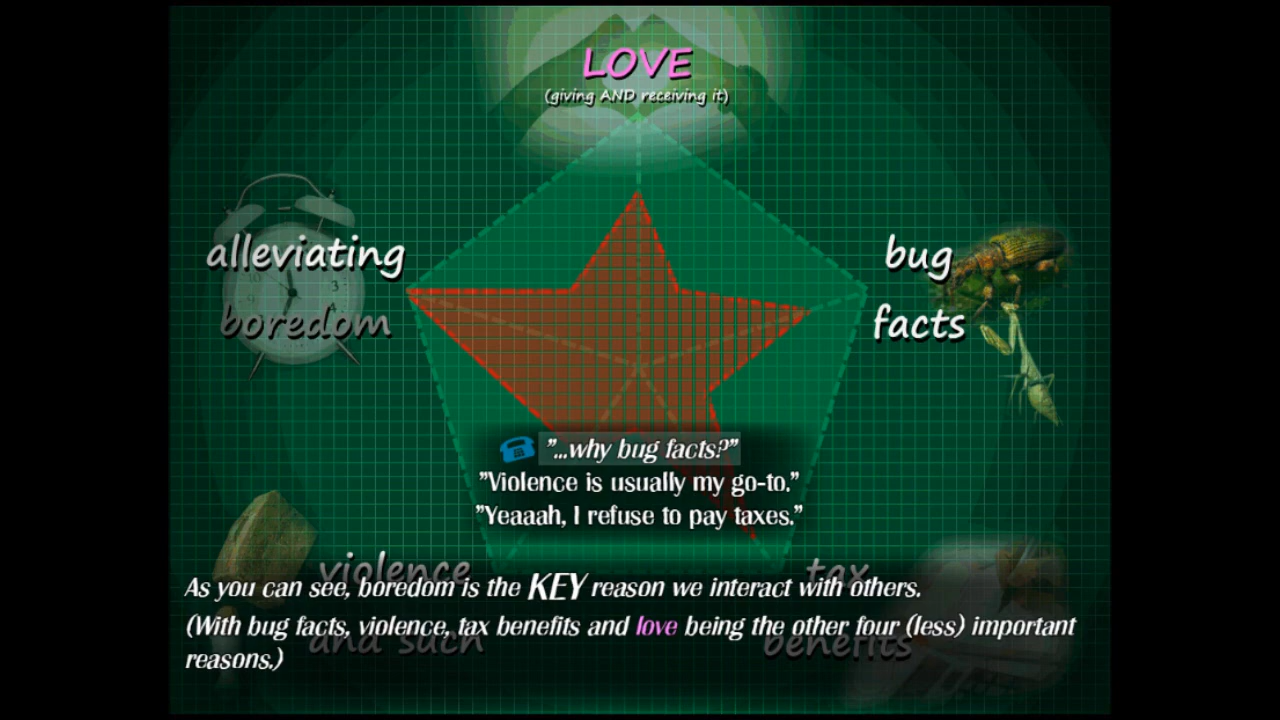 LOVE
(giving AND receiving it)
alleviating
boredom
bug
facts
"...why bug facts?"
"Violence is usually my go-to."
"Yeaaah, I refuse to pay taxes."
violence
and such
tax
benefits
As you can see, boredom is the KEY reason we interact with others.
(With bug facts, violence, tax benefits and love being the other four (less) important
reasons.)